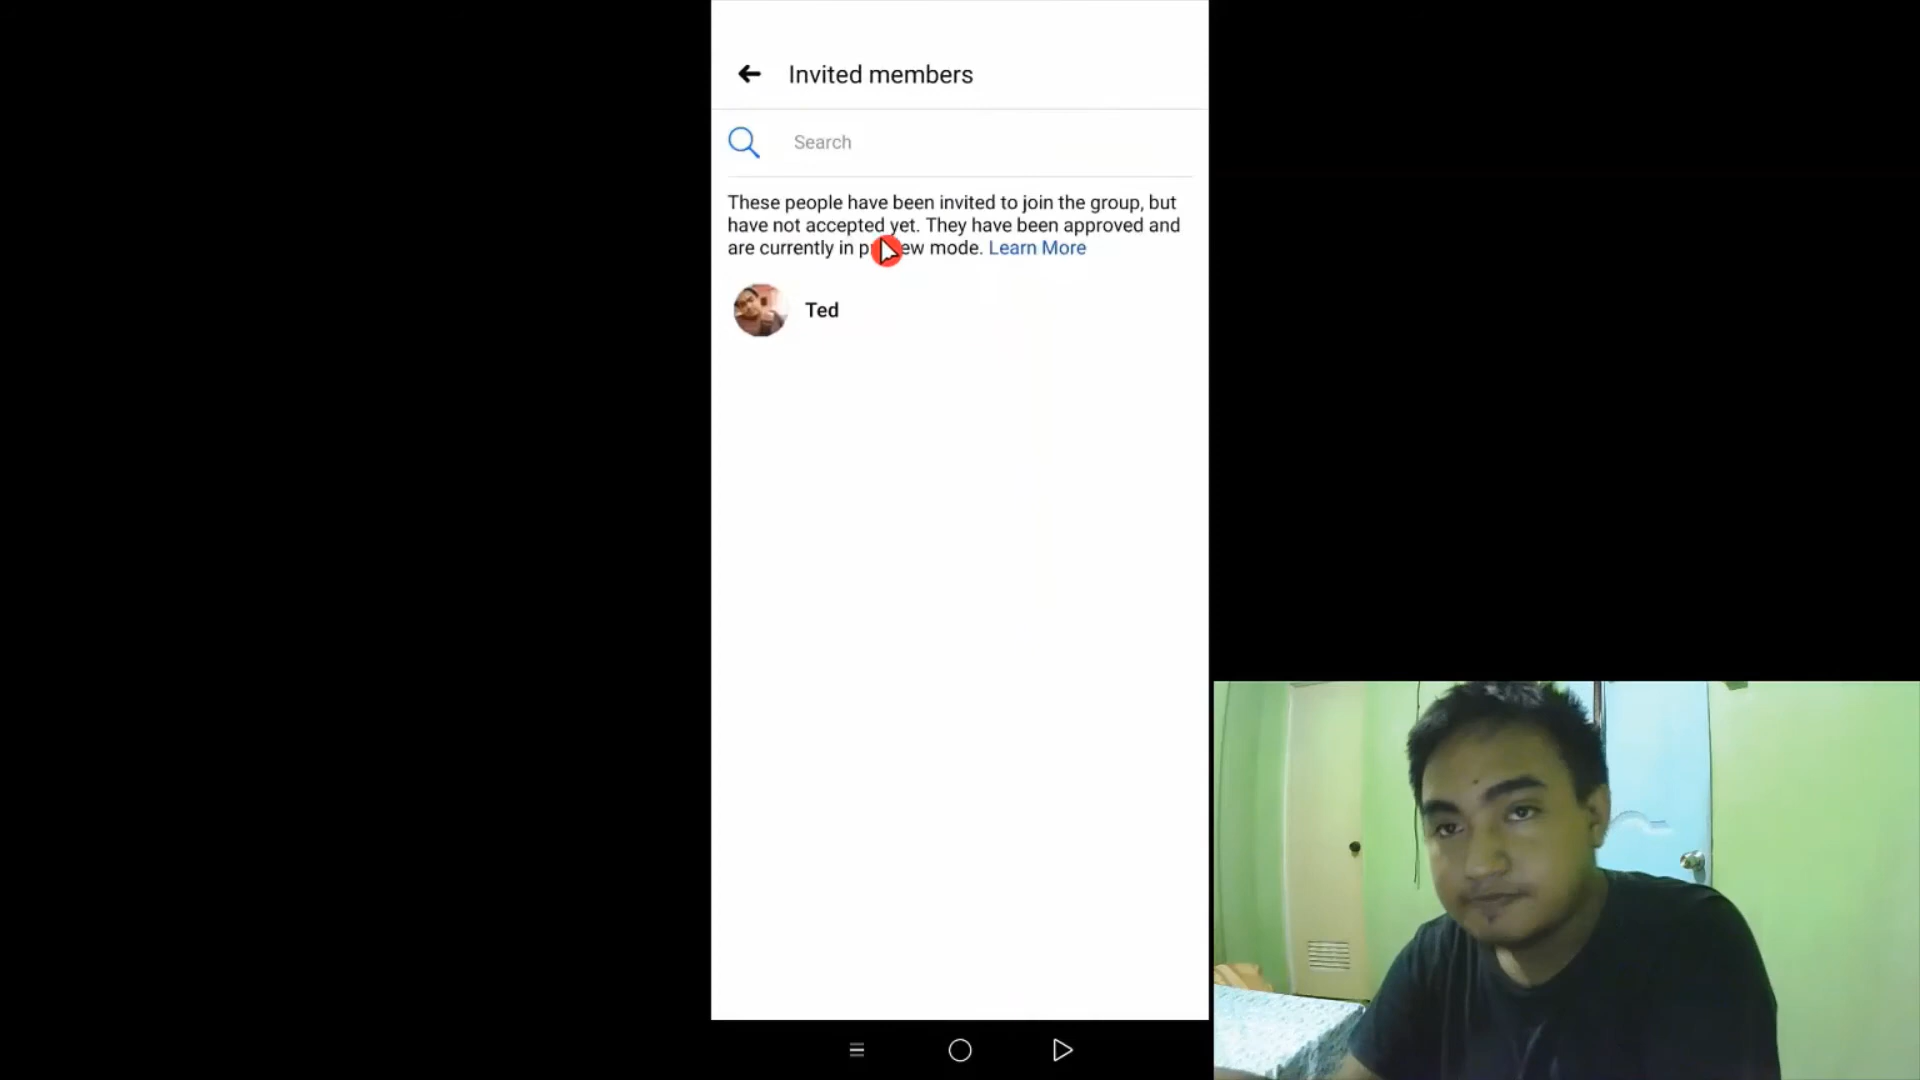 Invited members
Search
These people have been invited to join the group, but
have not accepted yet. They have been approved and
are currently in mode. Learn More
Ted